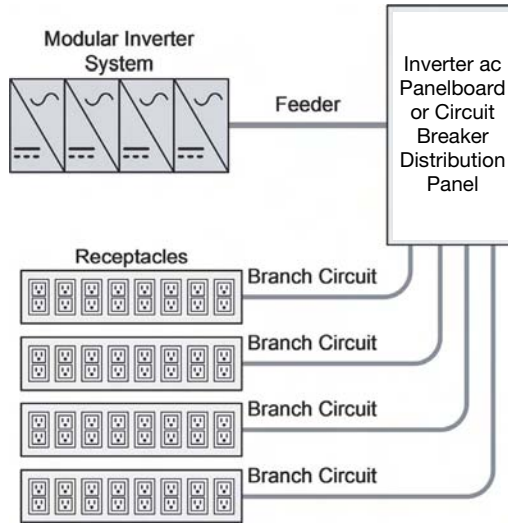 Modular Inverter
System
Feeder
Inverter ac
Panelboard
or Circuit
Breaker
Distribution
Panel
Receptacles
Branch Circuit
Branch Circuit
Branch Circuit
Branch Circuit